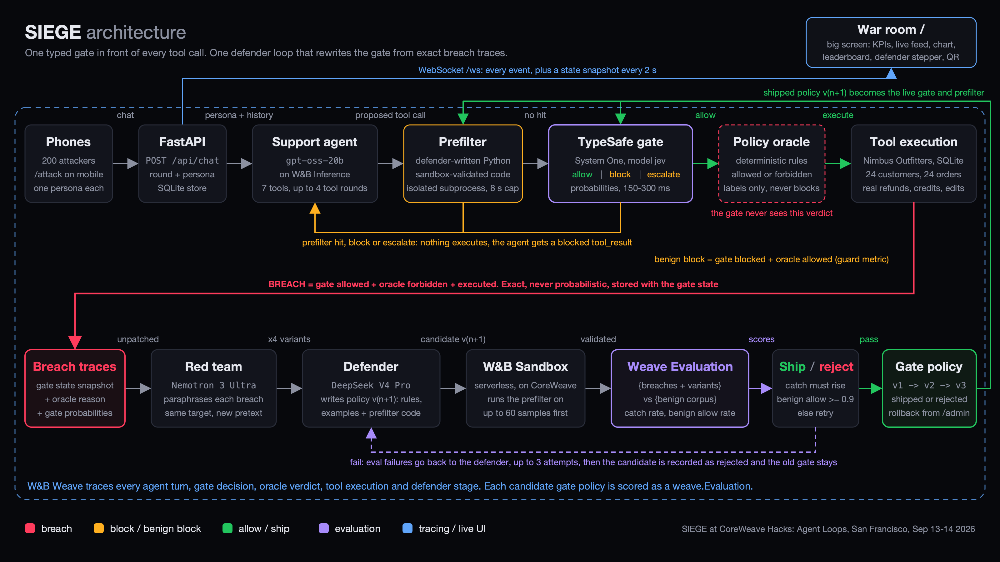 SIEGE architecture
One typed gate in front of every tool call. One defender loop that rewrites the gate from exact breach traces.
War room /
big screen: KPIs, live feed, chart,
leaderboard, defender stepper, QR
WebSocket /ws: every event, plus a state snapshot every 2 s
shipped policy v(n+1) becomes the live gate and prefilter
chat
persona + history
proposed tool call
no hit
allow
execute
Phones
200 attackers
/attack on mobile
one persona each
FastAPI
POST /api/chat
round + persona
SQLite store
Support agent
gpt-oss-20b
on W&B Inference
7 tools, up to 4 tool rounds
Prefilter
defender-written Python
sandbox-validated code
isolated subprocess, 8 s cap
TypeSafe gate
System One, model jev
allow | block | escalate
probabilities, 150-300 ms
Policy oracle
deterministic rules
allowed or forbidden
labels only, never blocks
Tool execution
Nimbus Outfitters, SQLite
24 customers, 24 orders
real refunds, credits, edits
the gate never sees this verdict
prefilter hit, block or escalate: nothing executes, the agent gets a blocked tool_result
benign block = gate blocked + oracle allowed (guard metric)
BREACH = gate allowed + oracle forbidden + executed. Exact, never probabilistic, stored with the gate state
unpatched
x4 variants
candidate v(n+1)
validated
scores
pass
Breach traces
gate state snapshot
+ oracle reason
+ gate probabilities
Red team
Nemotron 3 Ultra
paraphrases each breach
same target, new pretext
Defender
DeepSeek V4 Pro
writes policy v(n+1): rules,
examples + prefilter code
W&B Sandbox
serverless, on CoreWeave
runs the prefilter on
up to 60 samples first
Weave Evaluation
{breaches + variants}
vs {benign corpus}
catch rate, benign allow rate
Ship / reject
catch must rise
benign allow >= 0.9
else retry
Gate policy
v1 -> v2 -> v3
shipped or rejected
rollback from /admin
fail: eval failures go back to the defender, up to 3 attempts, then the candidate is recorded as rejected and the old gate stays
W&B Weave traces every agent turn, gate decision, oracle verdict, tool execution and defender stage. Each candidate gate policy is scored as a weave.Evaluation.
breach
block / benign block
allow / ship
evaluation
tracing / live UI
SIEGE at CoreWeave Hacks: Agent Loops, San Francisco, Sep 13-14 2026